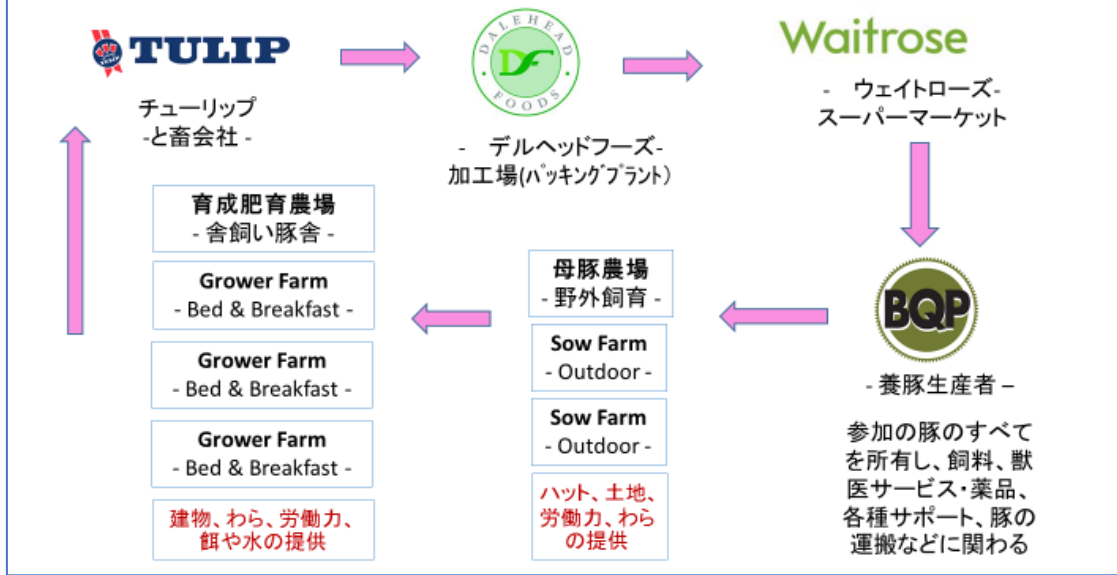 TULIP
チューリップ
-と畜会社 -
DALEHEAD
DF
FOODS
- デルヘッドフーズ-
加工場(ﾊﾟｯｷﾝｸﾞﾌﾟﾗﾝﾄ)
Waitrose
- ウェイトローズ-
スーパーマーケット
育成肥育農場
- 舎飼い豚舎 -
Grower Farm
- Bed & Breakfast -
Grower Farm
- Bed & Breakfast -
Grower Farm
- Bed & Breakfast -
建物、わら、労働力、
餌や水の提供
母豚農場
- 野外飼育 -
Sow Farm
- Outdoor -
Sow Farm
- Outdoor -
ハット、土地、
労働力、わら
の提供
BQP
- 養豚生産者 –
参加の豚のすべて
を所有し、飼料、獣
医サービス・薬品、
各種サポート、豚の
運搬などに関わる